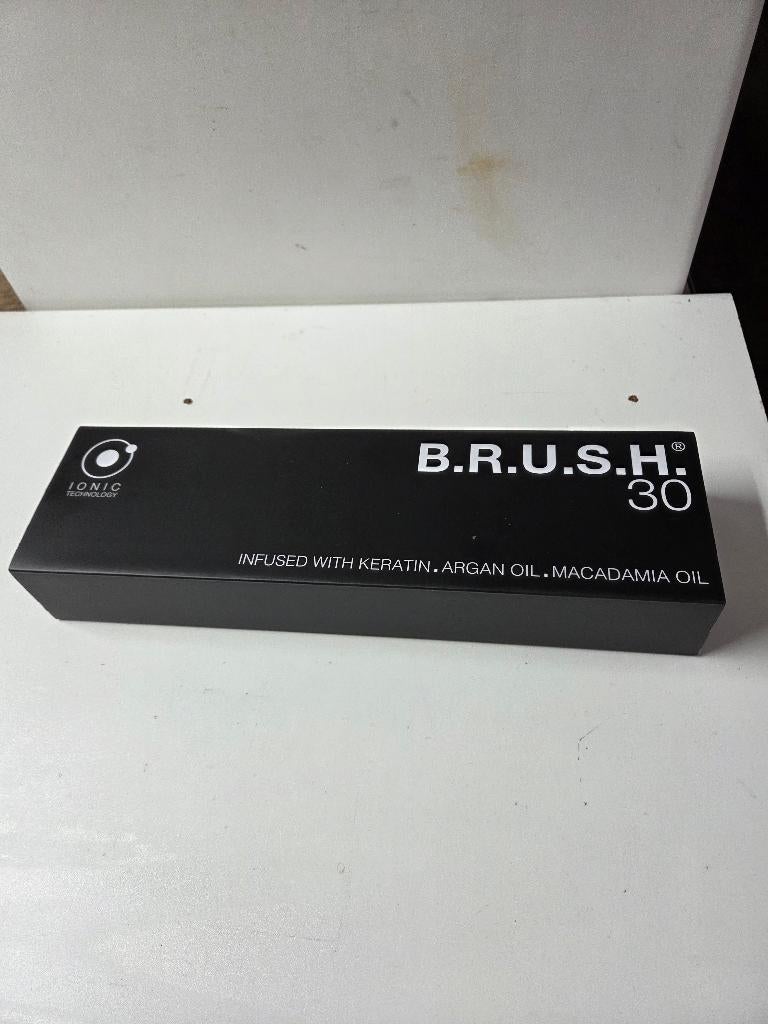 IONIC
TECHNOLOGY
B.R.U.S.H.®
30
INFUSED WITH KERATIN.ARGAN OIL.MACADAMIA OIL